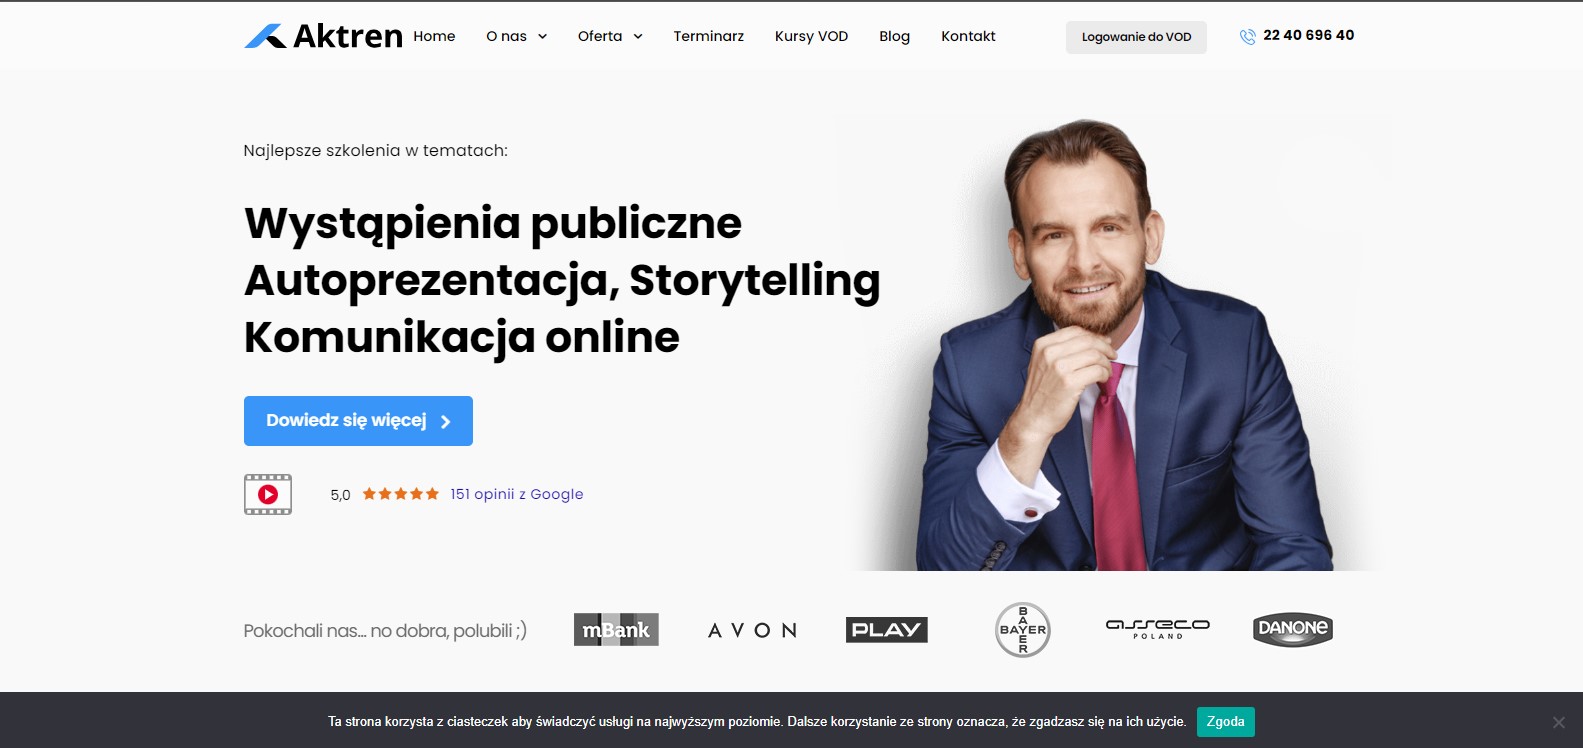 Aktren
Home
O nas
Oferta
Terminarz
Kursy VOD
Blog
Kontakt
Logowanie do VOD
22 40 696 40
Najlepsze szkolenia w tematach:
Wystąpienia publiczne
Autoprezentacja, Storytelling
Komunikacja online
Dowiedz się więcej
5,0
151 opinii z Google
Pokochali nas... no dobra, polubili ;)
mBank
AVON
PLAY
BAYER
BAYER
asseco
POLAND
DANONE
Ta strona korzysta z ciasteczek aby świadczyć usługi na najwyższym poziomie. Dalsze korzystanie ze strony oznacza, że zgadzasz się na ich użycie.
Zgoda